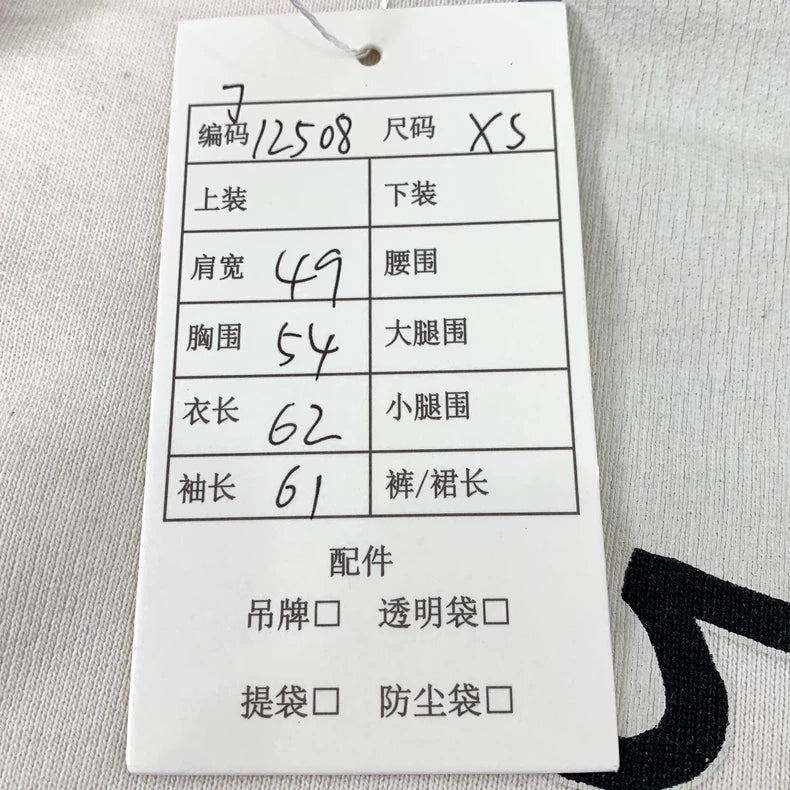 J
编码 12508 尺码 XS
上装 下装
肩宽 49 腰围
胸围 54 大腿围
衣长 62 小腿围
袖长 61 裤/裙长
配件
吊牌□ 透明袋□
提袋□ 防尘袋□